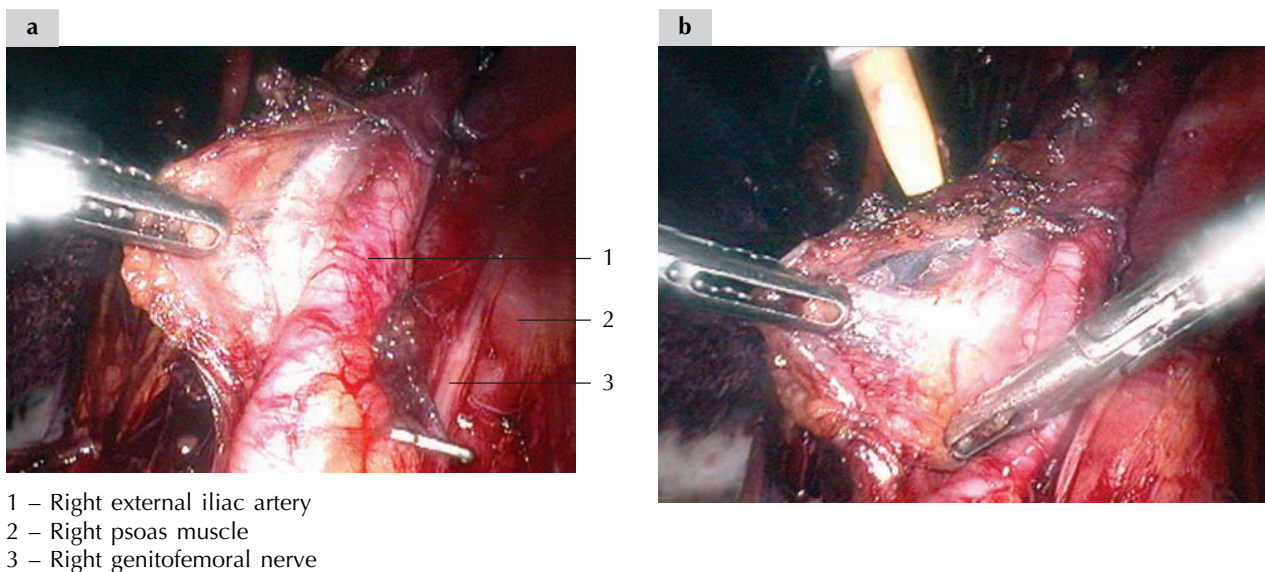 a
b
1
2
3
1 – Right external iliac artery
2 – Right psoas muscle
3 – Right genitofemoral nerve